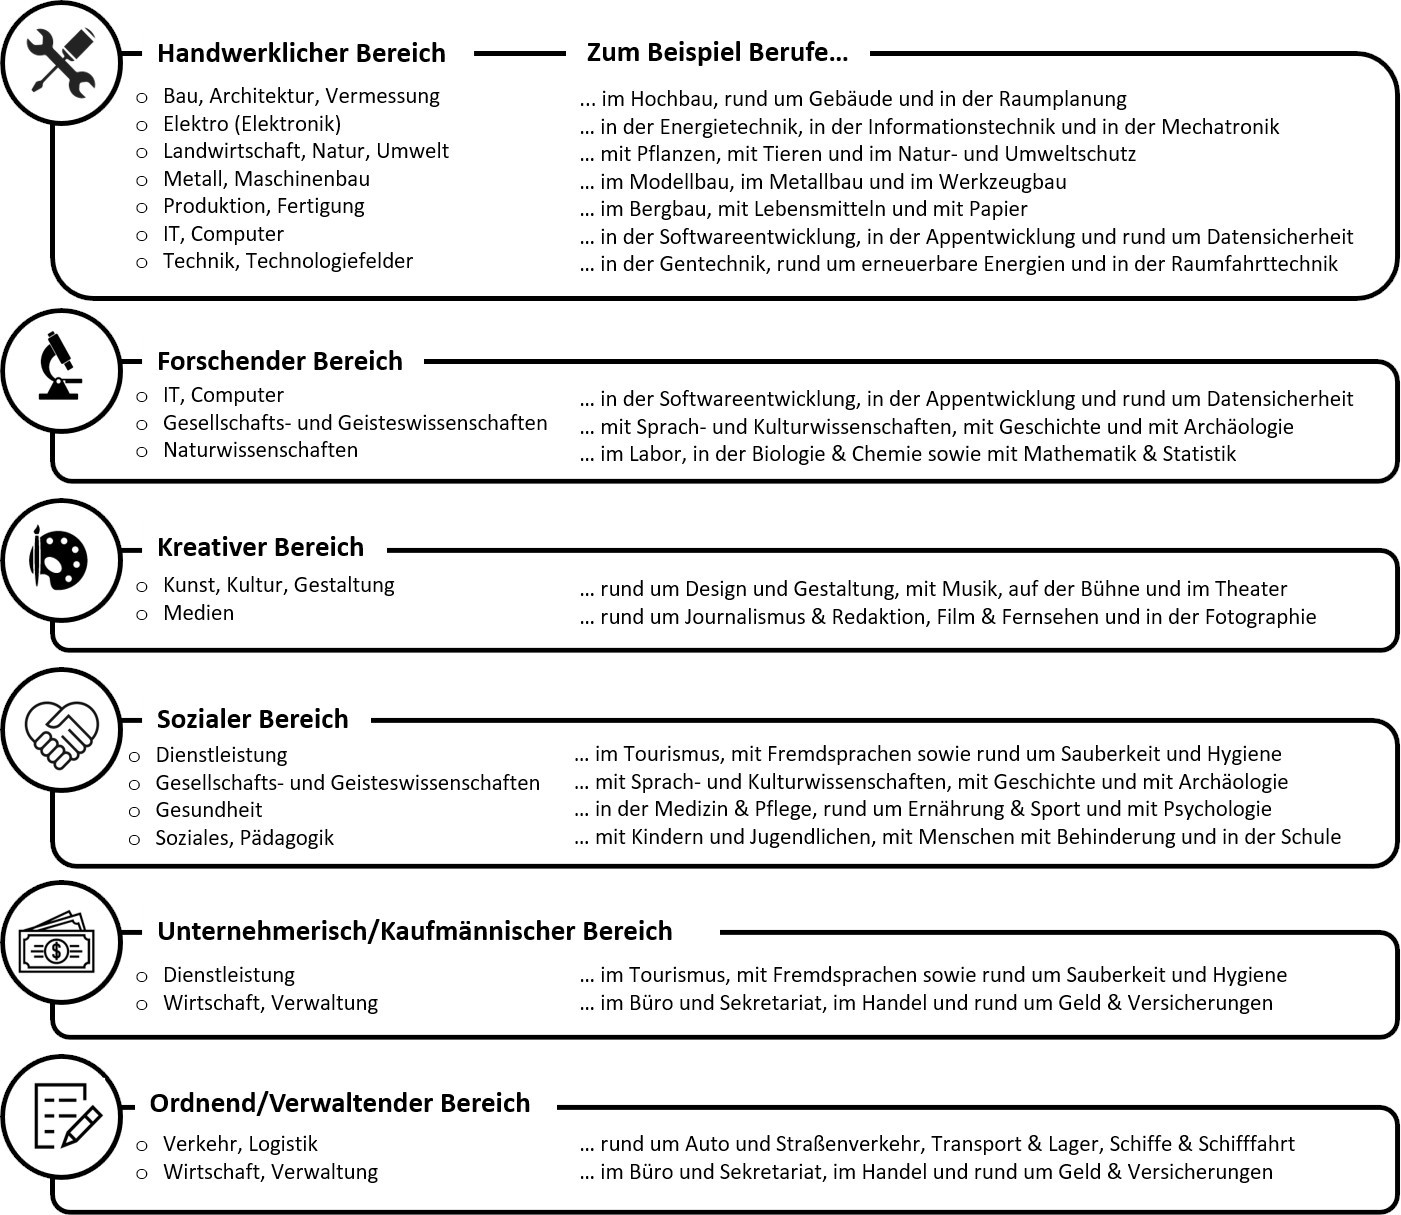 Handwerklicher Bereich Zum Beispiel Berufe...
o Bau, Architektur, Vermessung ... im Hochbau, rund um Gebäude und in der Raumplanung
o Elektro (Elektronik) ... in der Energietechnik, in der Informationstechnik und in der Mechatronik
o Landwirtschaft, Natur, Umwelt ... mit Pflanzen, mit Tieren und im Natur- und Umweltschutz
o Metall, Maschinenbau ... im Modellbau, im Metallbau und im Werkzeugbau
o Produktion, Fertigung ... im Bergbau, mit Lebensmitteln und mit Papier
o IT, Computer ... in der Softwareentwicklung, in der Appentwicklung und rund um Datensicherheit
o Technik, Technologiefelder ... in der Gentechnik, rund um erneuerbare Energien und in der Raumfahrttechnik
Forschender Bereich
o IT, Computer ... in der Softwareentwicklung, in der Appentwicklung und rund um Datensicherheit
o Gesellschafts- und Geisteswissenschaften ... mit Sprach- und Kulturwissenschaften, mit Geschichte und mit Archäologie
o Naturwissenschaften ... im Labor, in der Biologie & Chemie sowie mit Mathematik & Statistik
Kreativer Bereich
o Kunst, Kultur, Gestaltung ... rund um Design und Gestaltung, mit Musik, auf der Bühne und im Theater
o Medien ... rund um Journalismus & Redaktion, Film & Fernsehen und in der Fotographie
Sozialer Bereich
o Dienstleistung ... im Tourismus, mit Fremdsprachen sowie rund um Sauberkeit und Hygiene
o Gesellschafts- und Geisteswissenschaften ... mit Sprach- und Kulturwissenschaften, mit Geschichte und mit Archäologie
o Gesundheit ... in der Medizin & Pflege, rund um Ernährung & Sport und mit Psychologie
o Soziales, Pädagogik ... mit Kindern und Jugendlichen, mit Menschen mit Behinderung und in der Schule
Unternehmerisch/Kaufmännischer Bereich
o Dienstleistung ... im Tourismus, mit Fremdsprachen sowie rund um Sauberkeit und Hygiene
o Wirtschaft, Verwaltung ... im Büro und Sekretariat, im Handel und rund um Geld & Versicherungen
Ordnend/Verwaltender Bereich
o Verkehr, Logistik ... rund um Auto und Straßenverkehr, Transport & Lager, Schiffe & Schifffahrt
o Wirtschaft, Verwaltung ... im Büro und Sekretariat, im Handel und rund um Geld & Versicherungen